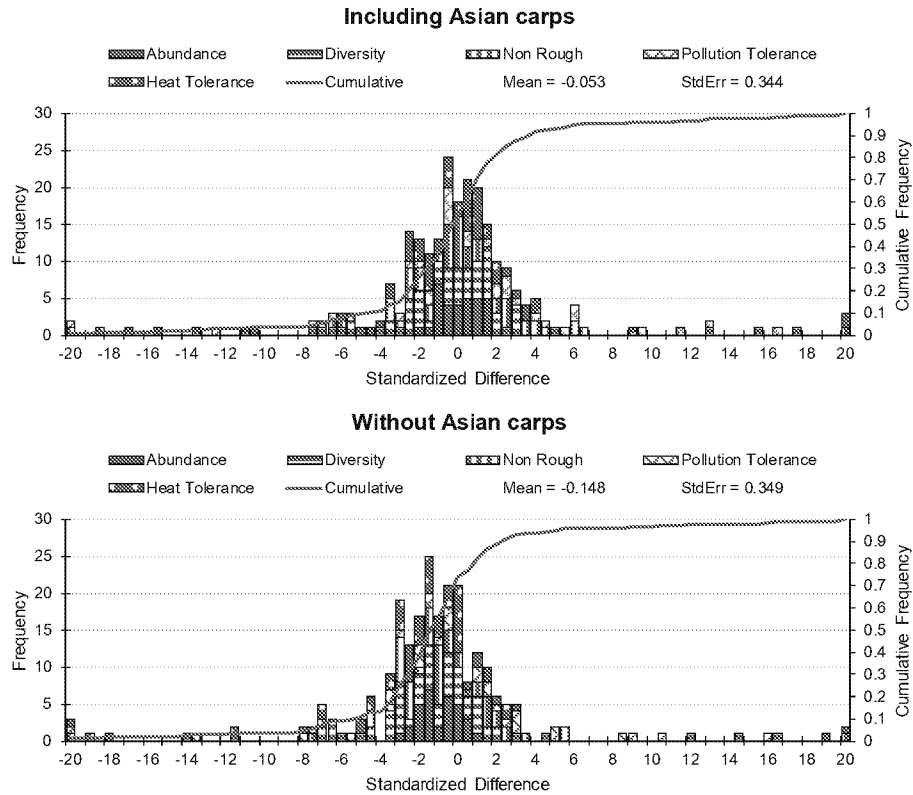 Including Asian carps
Abundance Diversity Non Rough Pollution Tolerance
Heat Tolerance Cumulative Mean = -0.053 StdErr = 0.344
30 1
0.9
25
0.8
0.7
20
0.6
15 0.5
0.4
10
0.3
0.2
5
0.1
0 0
Frequency
Cumulative Frequency
-20 -18 -16 -14 -12 -10 -8 -6 -4 -2 0 2 4 6 8 10 12 14 16 18 20
Standardized Difference
Without Asian carps
Abundance Diversity Non Rough Pollution Tolerance
Heat Tolerance Cumulative Mean = -0.148 StdErr = 0.349
30 1
0.9
25
0.8
0.7
20
0.6
15 0.5
0.4
10
0.3
0.2
5
0.1
0 0
Frequency
Cumulative Frequency
-20 -18 -16 -14 -12 -10 -8 -6 -4 -2 0 2 4 6 8 10 12 14 16 18 20
Standardized Difference